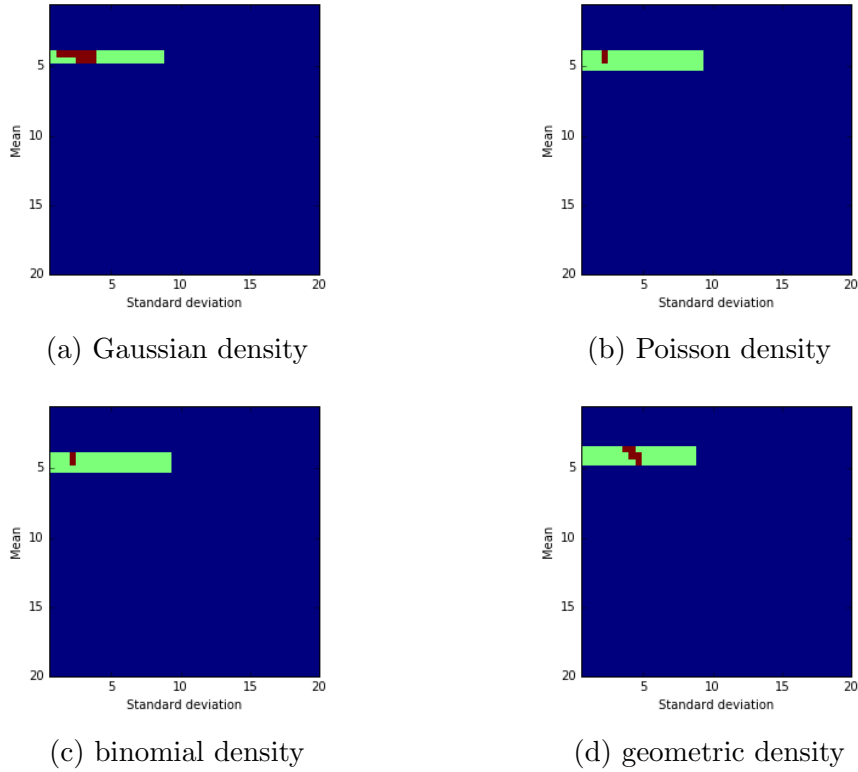 5
10
15
20
Mean
5 10 15 20
Standard deviation
(a) Gaussian density
5
10
15
20
Mean
5 10 15 20
Standard deviation
(b) Poisson density
5
10
15
20
Mean
5 10 15 20
Standard deviation
(c) binomial density
5
10
15
20
Mean
5 10 15 20
Standard deviation
(d) geometric density